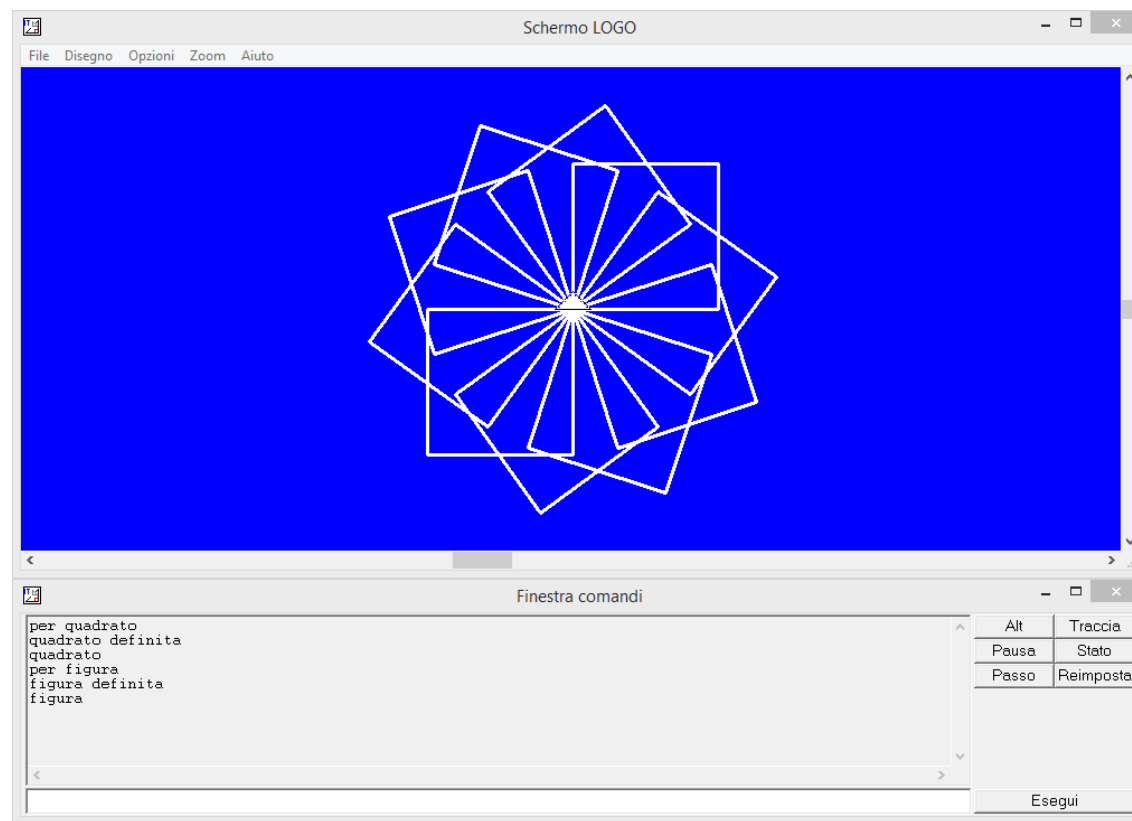 Schermo LOGO
File Disegno Opzioni Zoom Aiuto
Finestra comandi
per quadrato
quadrato definita
quadrato
per figura
figura definita
figura
Alt Traccia
Pausa Stato
Passo Reimposta
Esegui